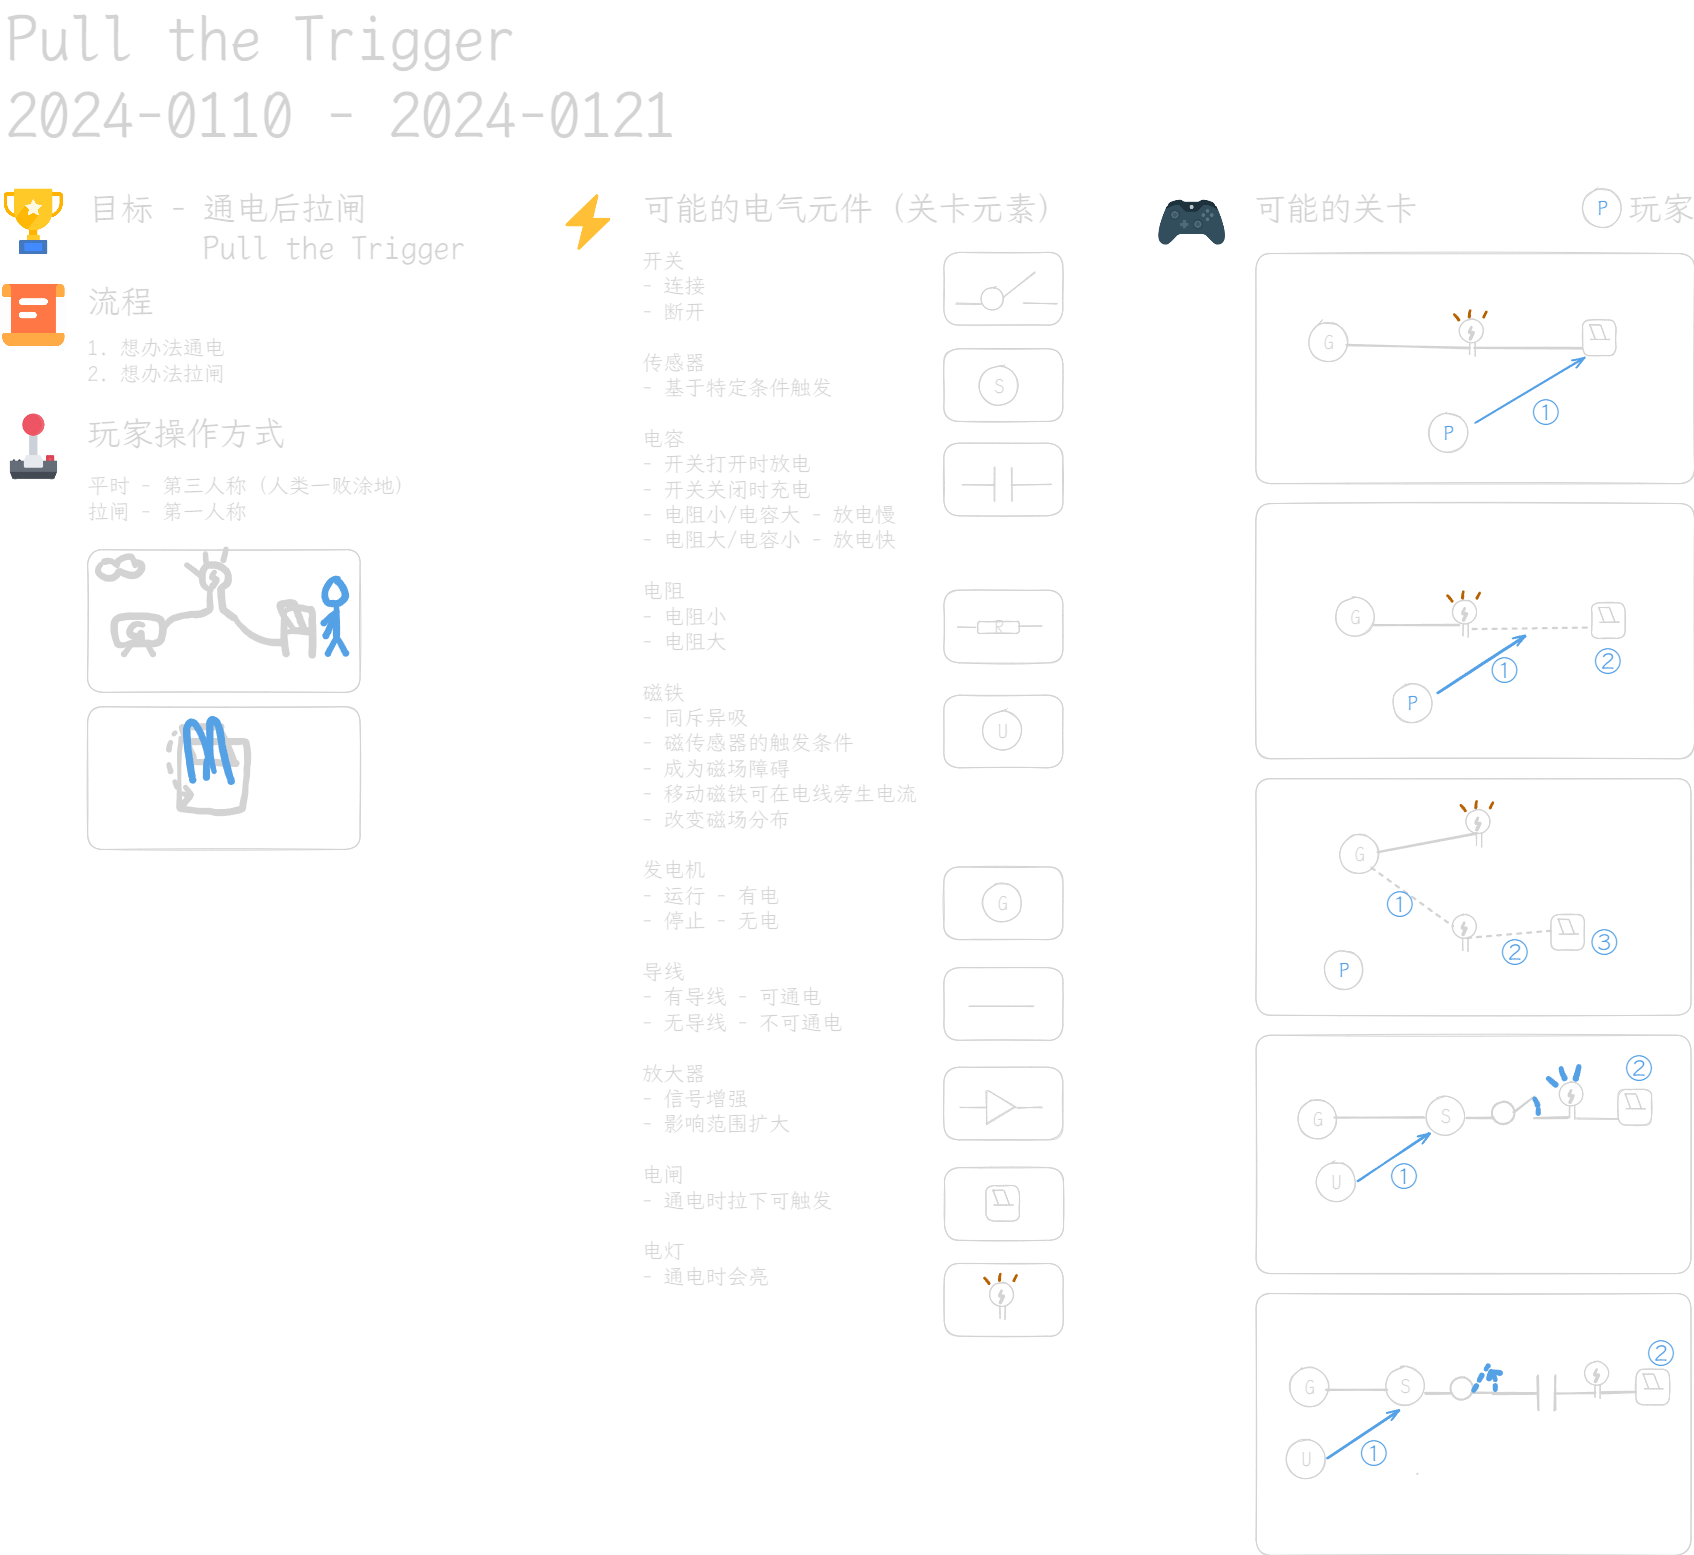 Pull the Trigger
2024-0110 - 2024-0121
目标 - 通电后拉闸
Pull the Trigger
流程
1. 想办法通电
2. 想办法拉闸
玩家操作方式
平时 - 第三人称（人类一败涂地）
拉闸 - 第一人称
G
可能的电气元件（关卡元素）
开关
- 连接
- 断开
传感器
- 基于特定条件触发
S
电容
- 开关打开时放电
- 开关关闭时充电
- 电阻小/电容大 - 放电慢
- 电阻大/电容小 - 放电快
电阻
- 电阻小
- 电阻大
R
磁铁
- 同斥异吸
- 磁传感器的触发条件
- 成为磁场障碍
- 移动磁铁可在电线旁生电流
- 改变磁场分布
U
发电机
- 运行 - 有电
- 停止 - 无电
G
导线
- 有导线 - 可通电
- 无导线 - 不可通电
放大器
- 信号增强
- 影响范围扩大
电闸
- 通电时拉下可触发
电灯
- 通电时会亮
可能的关卡
P 玩家
G
P
①
G
P
①
②
G
①
②
③
P
G
S
②
U
①
G
S
②
U
①